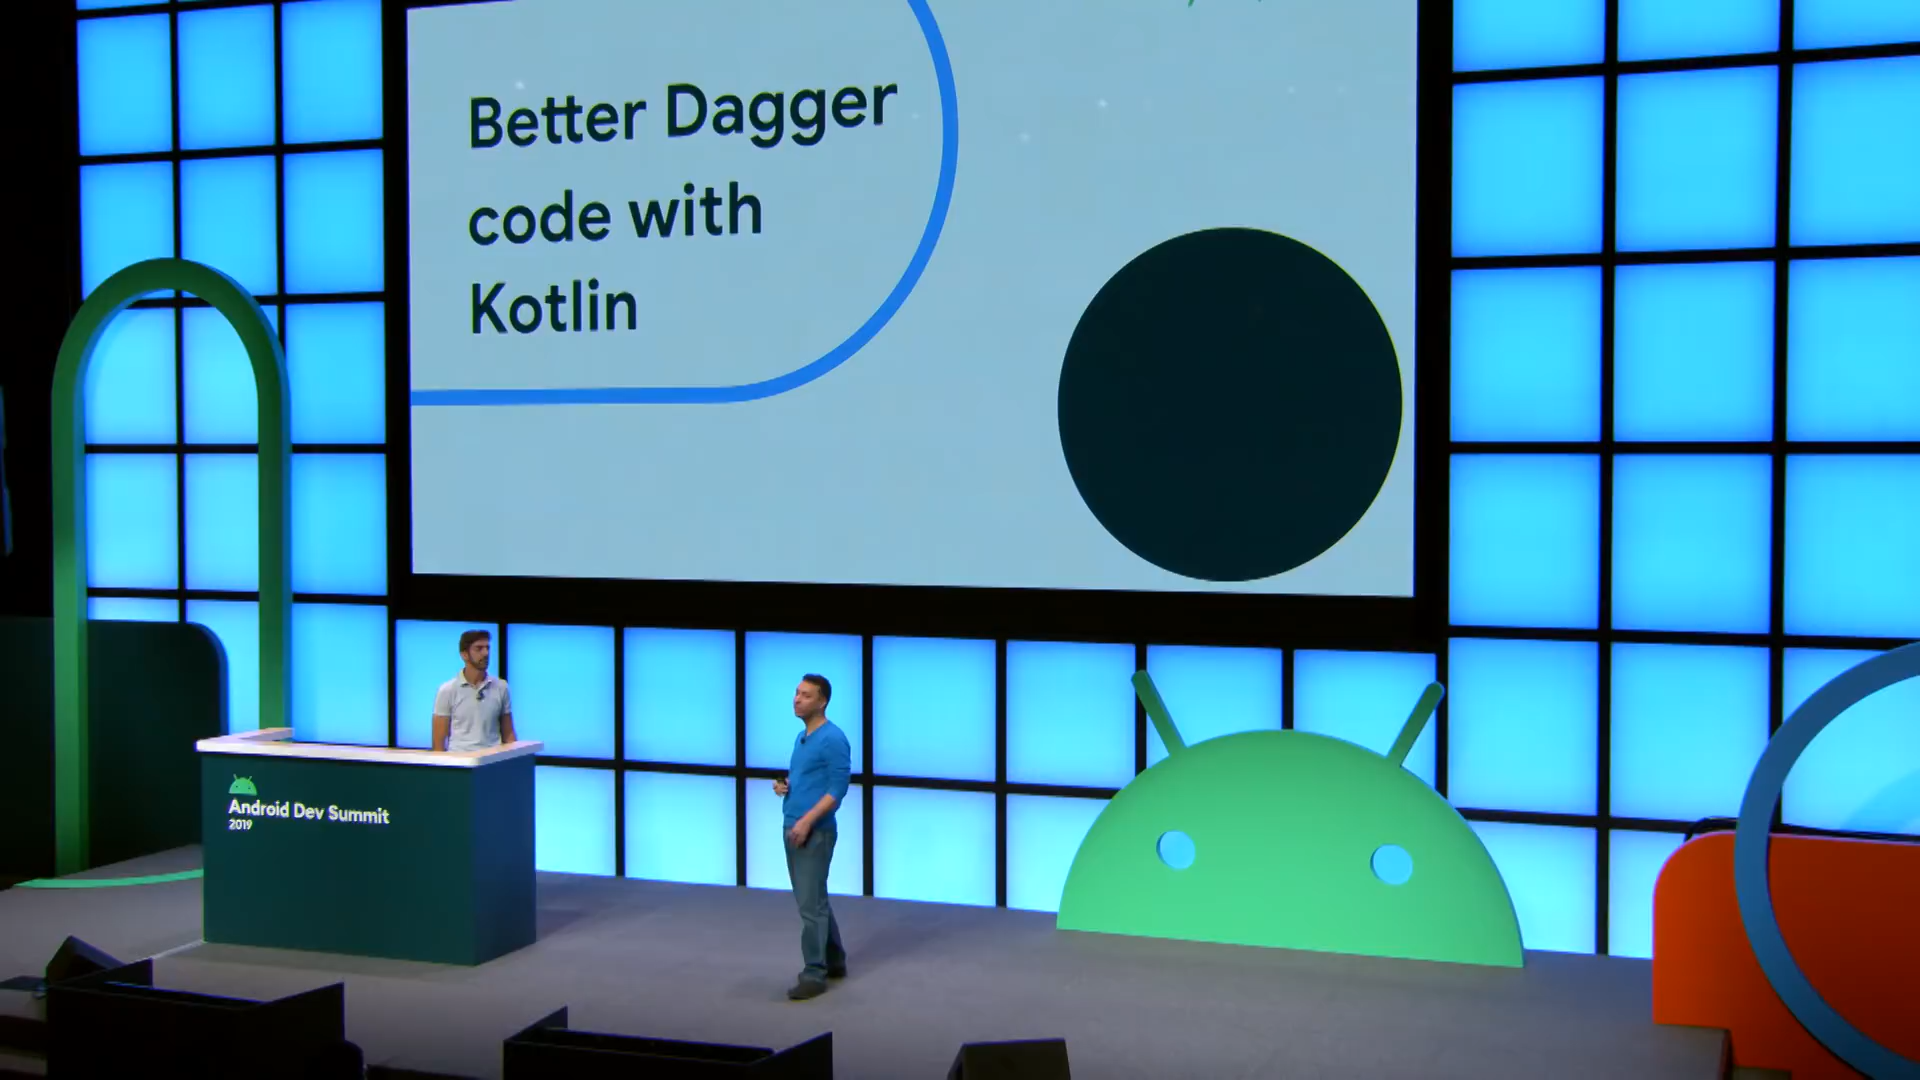 Better Dagger
code with
Kotlin
Android Dev Summit
2019